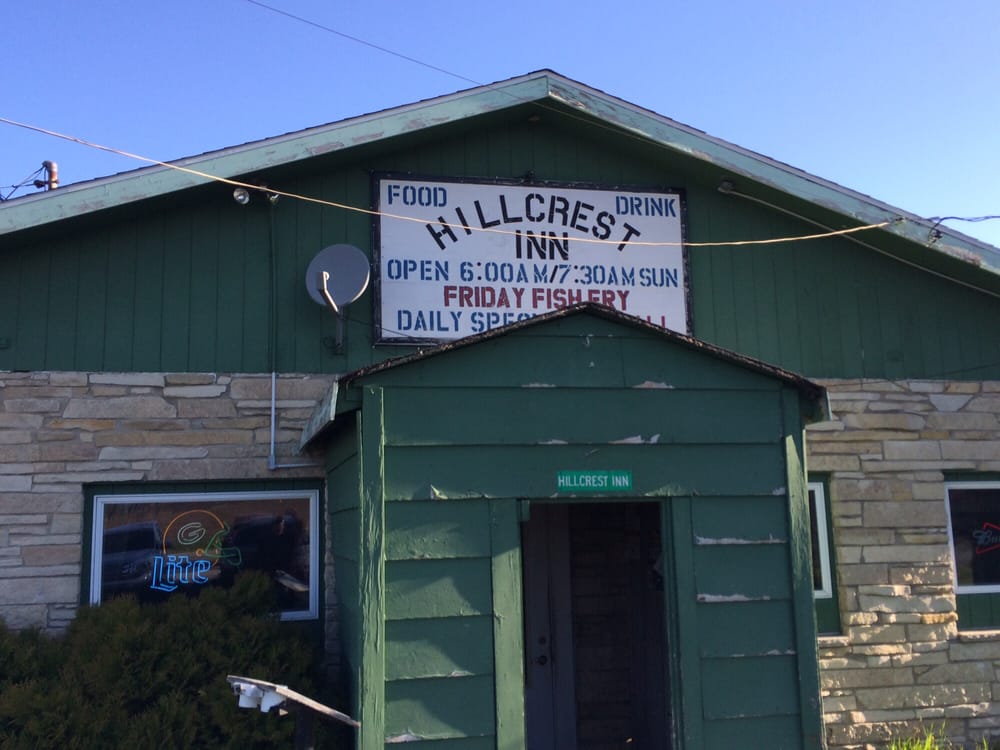 FOOD DRINK
HILLCREST
INN
OPEN 6:00AM/7:30AM SUN
FRIDAY FISH FRY
DAILY
HILLCREST INN
G
Lite